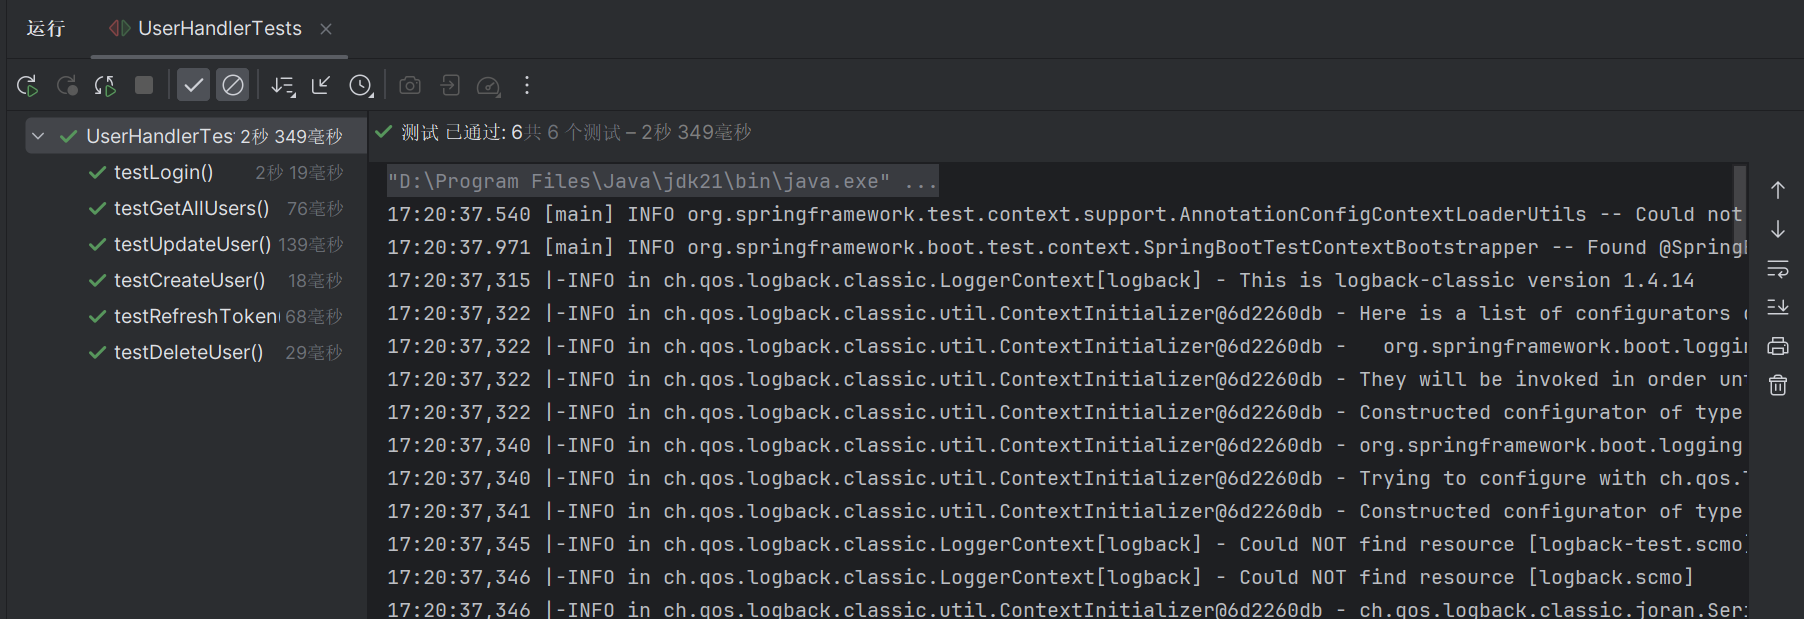 运行 UserHandlerTests
UserHandlerTes 2秒 349毫秒
testLogin() 2秒 19毫秒
testGetAllUsers() 76毫秒
testUpdateUser() 139毫秒
testCreateUser() 18毫秒
testRefreshToken( 68毫秒
testDeleteUser() 29毫秒
测试 已通过: 6共 6 个测试 – 2秒 349毫秒
"D:\Program Files\Java\jdk21\bin\java.exe" ...
17:20:37.540 [main] INFO org.springframework.test.context.support.AnnotationConfigContextLoaderUtils -- Could not
17:20:37.971 [main] INFO org.springframework.boot.test.context.SpringBootTestContextBootstrapper -- Found @Spring
17:20:37,315 |-INFO in ch.qos.logback.classic.LoggerContext[logback] - This is logback-classic version 1.4.14
17:20:37,322 |-INFO in ch.qos.logback.classic.util.ContextInitializer@6d2260db - Here is a list of configurators
17:20:37,322 |-INFO in ch.qos.logback.classic.util.ContextInitializer@6d2260db -   org.springframework.boot.loggin
17:20:37,322 |-INFO in ch.qos.logback.classic.util.ContextInitializer@6d2260db - They will be invoked in order unt
17:20:37,322 |-INFO in ch.qos.logback.classic.util.ContextInitializer@6d2260db - Constructed configurator of type
17:20:37,340 |-INFO in ch.qos.logback.classic.util.ContextInitializer@6d2260db - org.springframework.boot.logging
17:20:37,340 |-INFO in ch.qos.logback.classic.util.ContextInitializer@6d2260db - Trying to configure with ch.qos.
17:20:37,341 |-INFO in ch.qos.logback.classic.util.ContextInitializer@6d2260db - Constructed configurator of type
17:20:37,345 |-INFO in ch.qos.logback.classic.LoggerContext[logback] - Could NOT find resource [logback-test.scmo]
17:20:37,346 |-INFO in ch.qos.logback.classic.LoggerContext[logback] - Could NOT find resource [logback.scmo]
17:20:37,346 |-INFO in ch.qos.logback.classic.util.ContextInitializer@6d2260db - ch.qos.logback.classic.joran.Ser